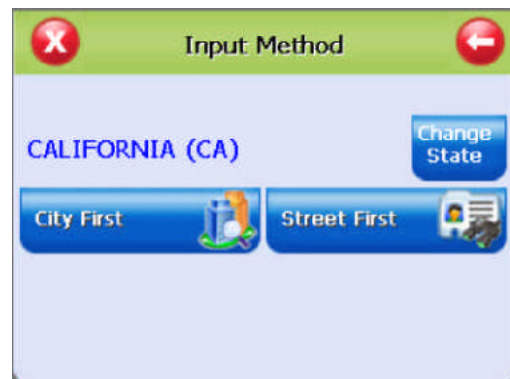 Input Method
CALIFORNIA (CA)
Change
State
City First
Street First